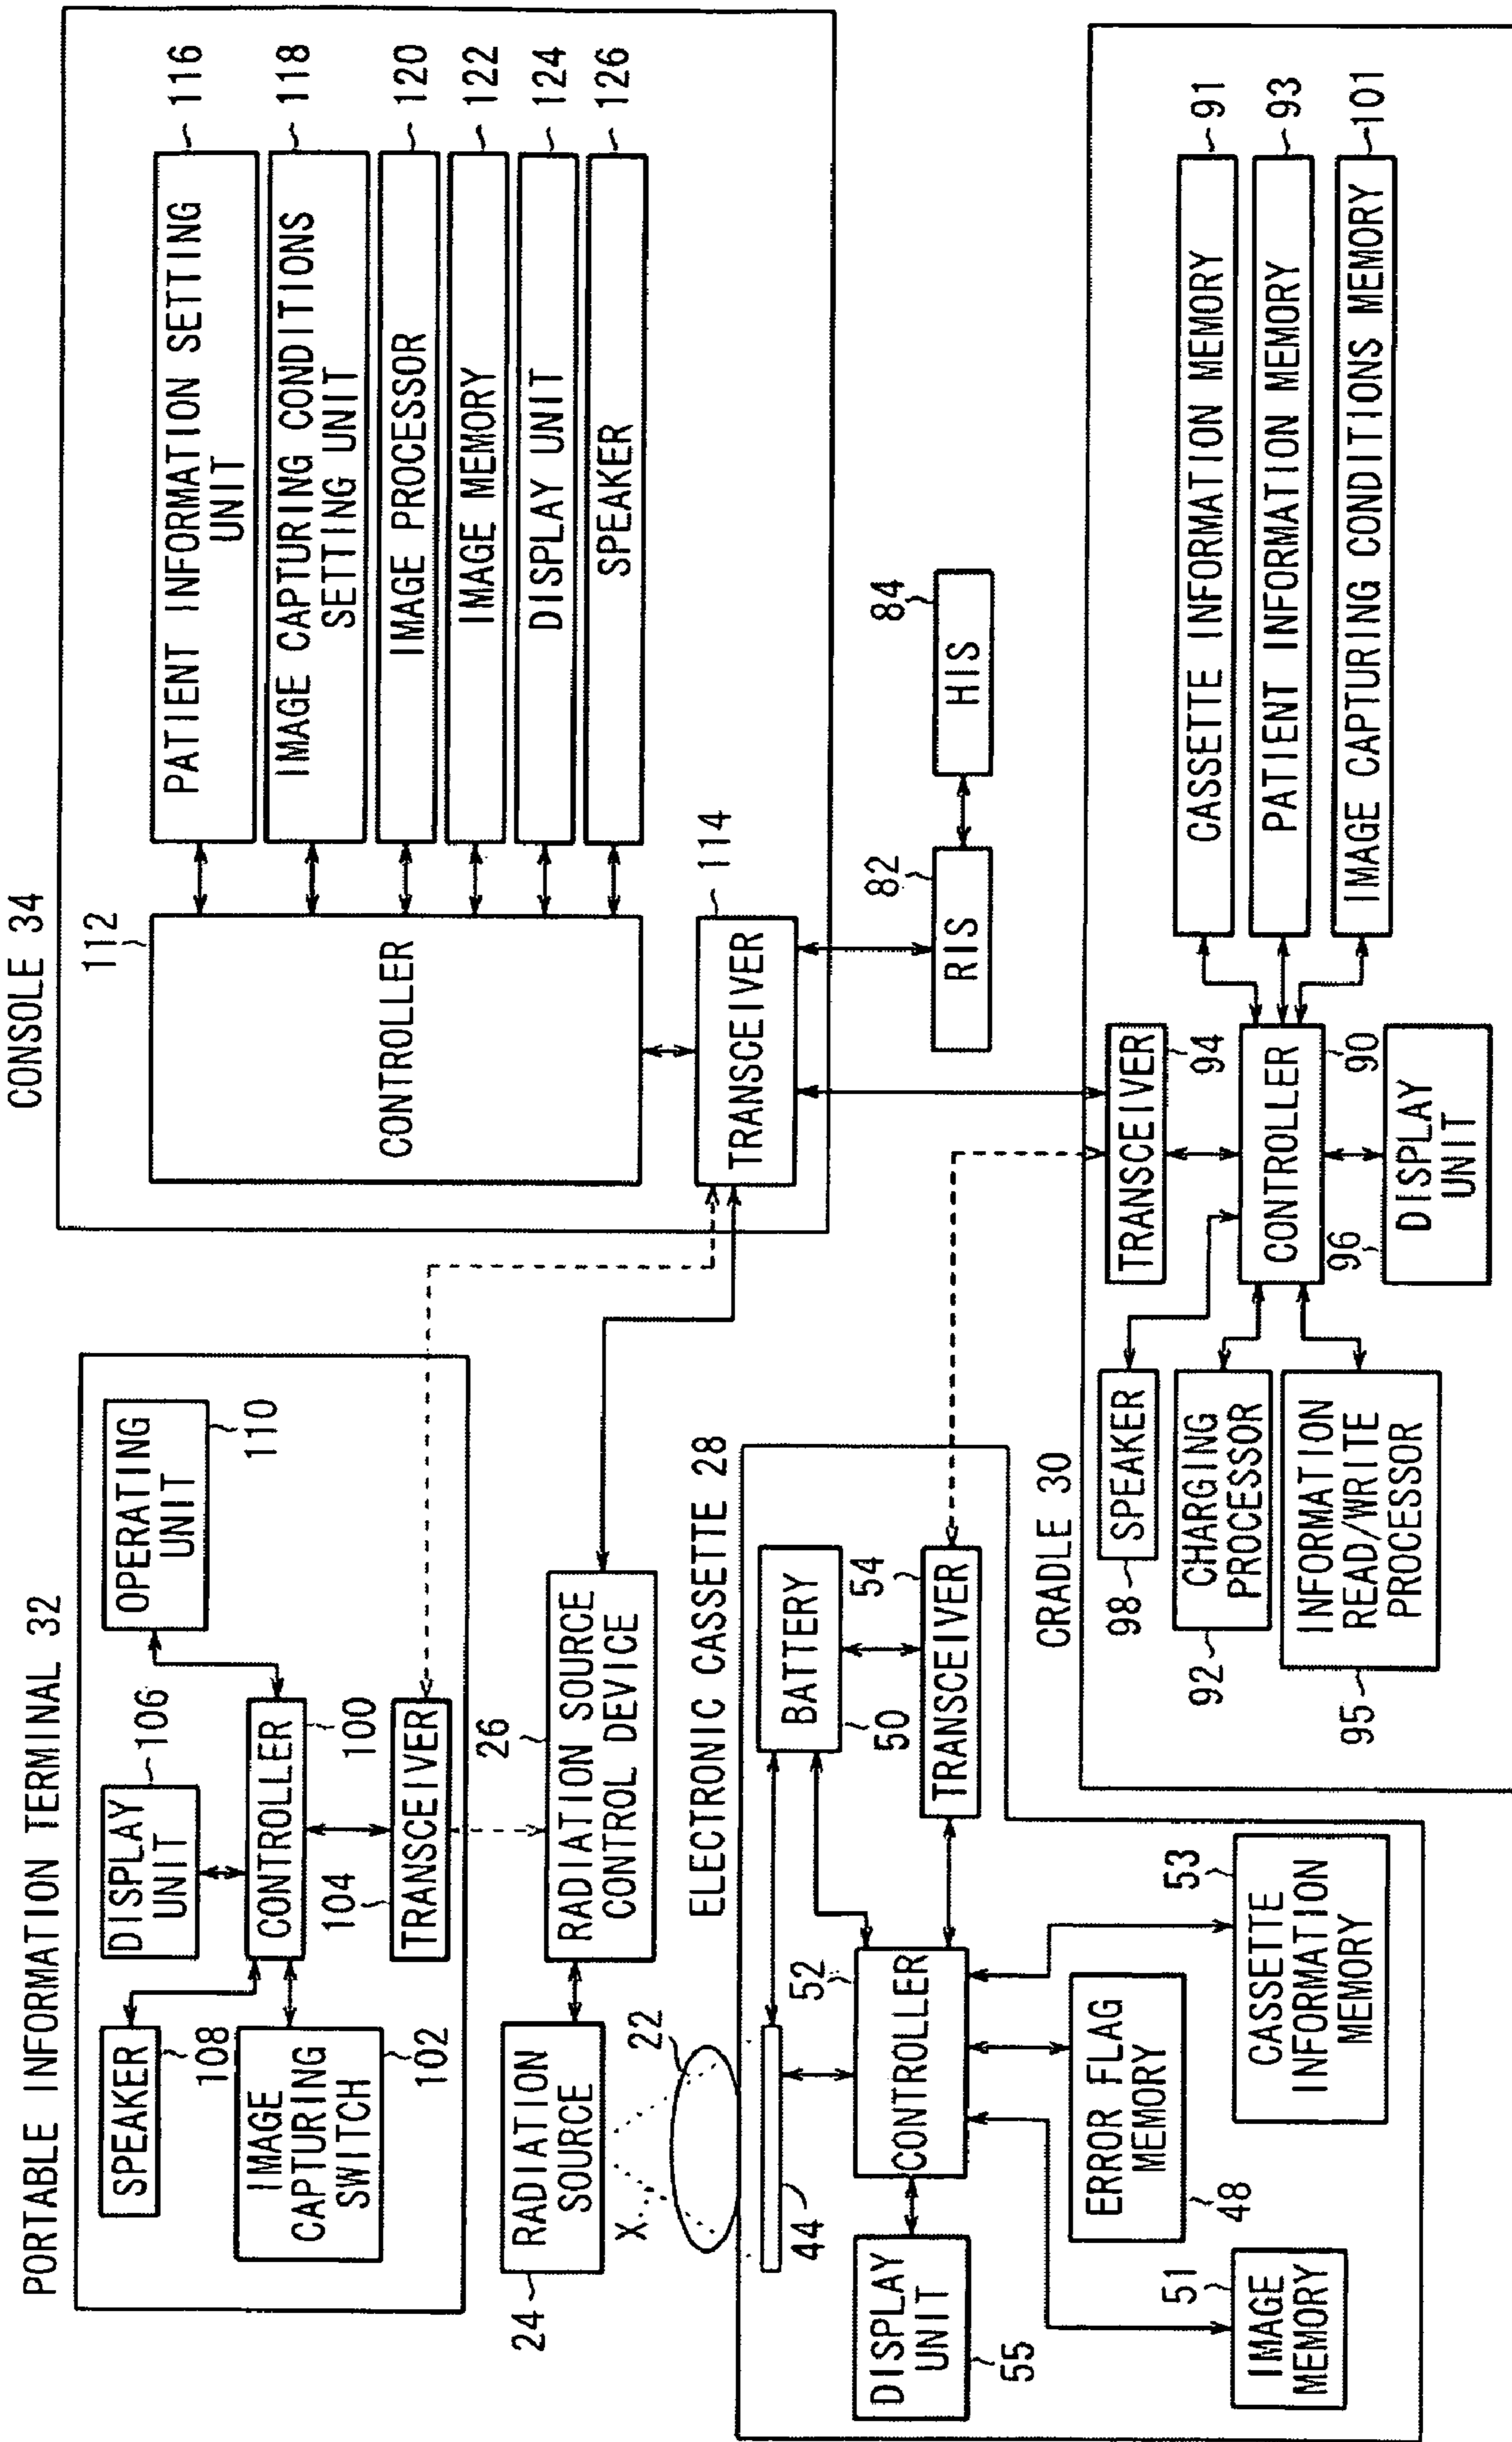 PORTABLE INFORMATION TERMINAL 32
SPEAKER
108
IMAGE
CAPTURING
SWITCH
102
DISPLAY
UNIT
106
CONTROLLER
100
104
TRANSCEIVER
OPERATING
UNIT
110
24
RADIATION
SOURCE
26
RADIATION SOURCE
CONTROL DEVICE
X
22
ELECTRONIC CASSETTE 28
44
BATTERY
50
52
CONTROLLER
54
TRANSCEIVER
DISPLAY
UNIT
55
ERROR FLAG
MEMORY
48
51
IMAGE
MEMORY
53
CASSETTE
INFORMATION
MEMORY
CONSOLE 34
112
CONTROLLER
PATIENT INFORMATION SETTING
UNIT
116
IMAGE CAPTURING CONDITIONS
SETTING UNIT
118
IMAGE PROCESSOR
120
IMAGE MEMORY
122
DISPLAY UNIT
124
SPEAKER
126
TRANSCEIVER
114
82
RIS
84
HIS
CRADLE 30
98
SPEAKER
92
CHARGING
PROCESSOR
95
INFORMATION
READ/WRITE
PROCESSOR
TRANSCEIVER
94
CONTROLLER
90
96
DISPLAY
UNIT
CASSETTE INFORMATION MEMORY
91
PATIENT INFORMATION MEMORY
93
IMAGE CAPTURING CONDITIONS MEMORY
101